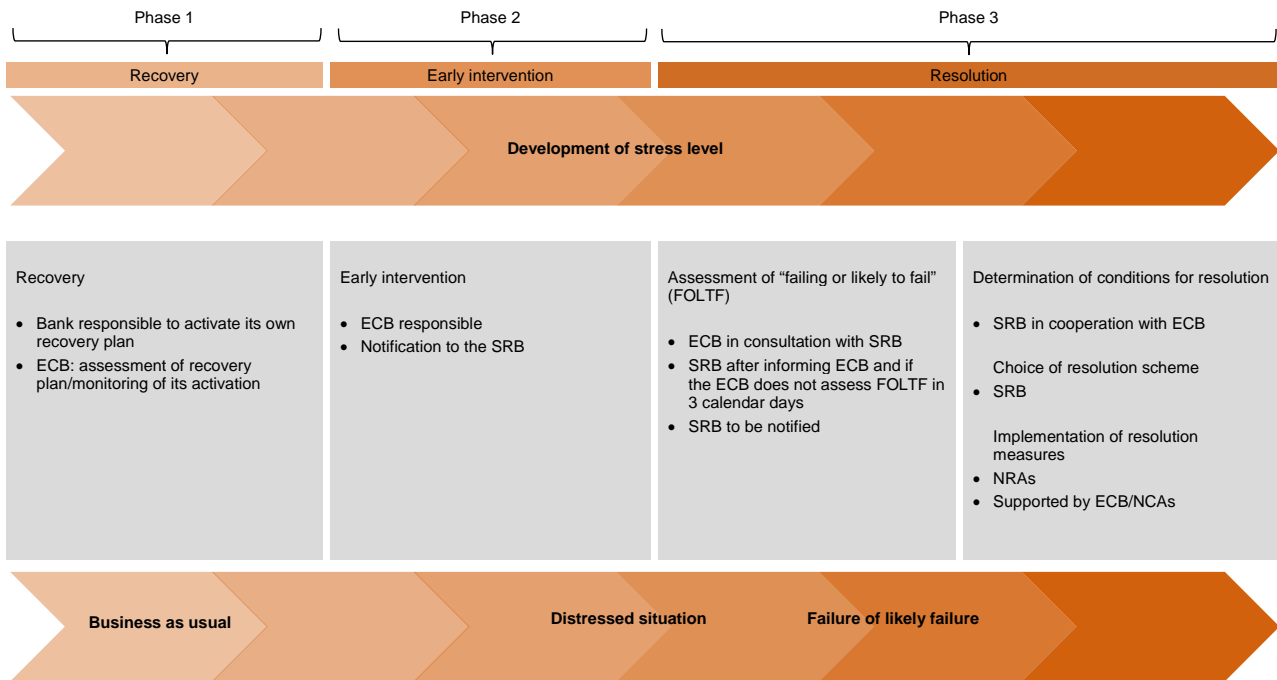 Phase 1
Phase 2
Phase 3
Recovery
Early intervention
Resolution
Development of stress level
Recovery
• Bank responsible to activate its own
recovery plan
• ECB: assessment of recovery
plan/monitoring of its activation
Early intervention
• ECB responsible
• Notification to the SRB
Assessment of “failing or likely to fail”
(FOLTF)
• ECB in consultation with SRB
• SRB after informing ECB and if
the ECB does not assess FOLTF in
3 calendar days
• SRB to be notified
Determination of conditions for resolution
• SRB in cooperation with ECB
Choice of resolution scheme
• SRB
Implementation of resolution
measures
• NRAs
• Supported by ECB/NCAs
Business as usual
Distressed situation
Failure of likely failure